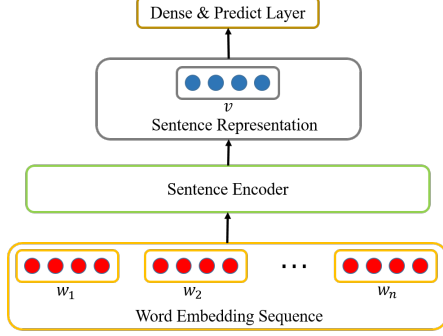 Dense & Predict Layer
v
Sentence Representation
Sentence Encoder
w₁ w₂ ... wₙ
Word Embedding Sequence